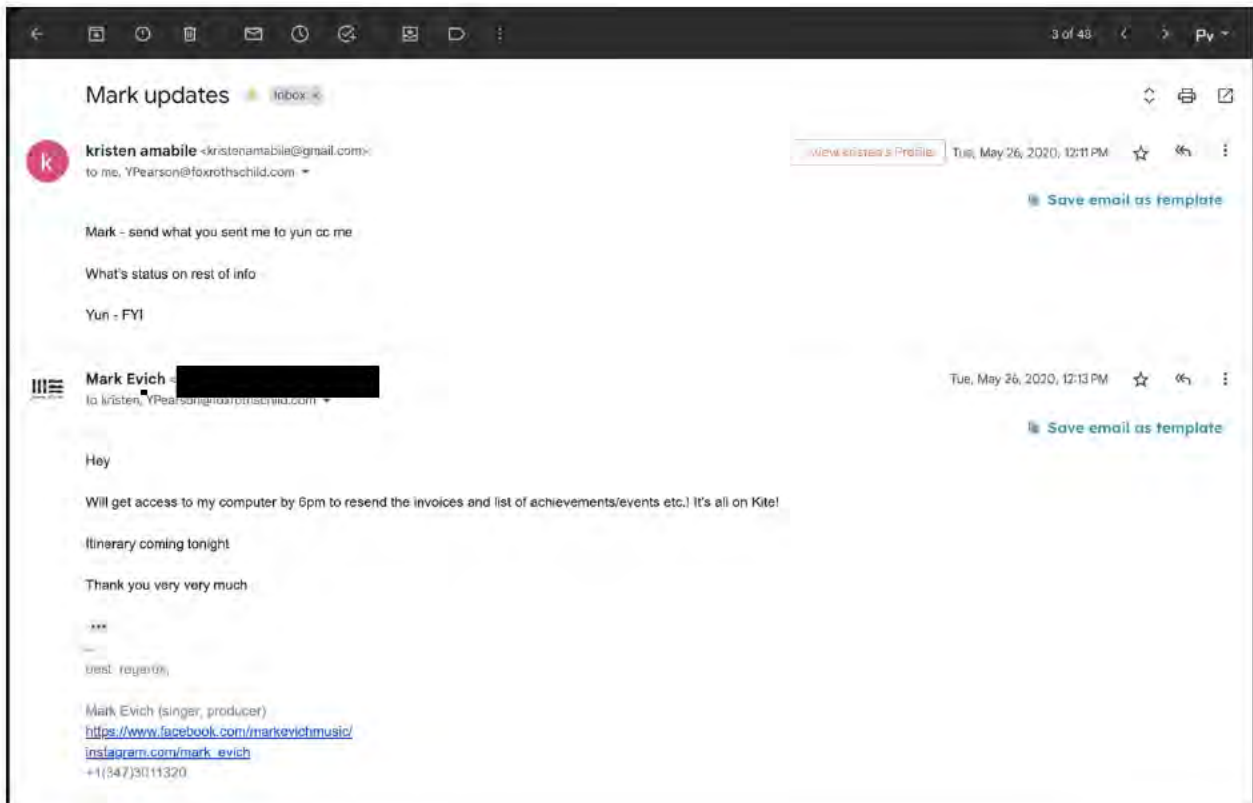 3 of 48
Mark updates Inbox x
k
kristen amabile <kristenamabile@gmail.com>
View kristen's Profile Tue, May 26, 2020, 12:11 PM
to me, YPearson@foxrothschild.com
Save email as template
Mark - send what you sent me to yun cc me
What's status on rest of info
Yun - FYI
Mark Evich <
Tue, May 26, 2020, 12:13 PM
to kristen, YPearson@foxrothschild.com
Save email as template
Hey
Will get access to my computer by 6pm to resend the invoices and list of achievements/events etc.! It's all on Kite!
Itinerary coming tonight
Thank you very very much
...
--
best regards,
Mark Evich (singer, producer)
https://www.facebook.com/markevichmusic/
instagram.com/mark_evich
+1(347)3011320